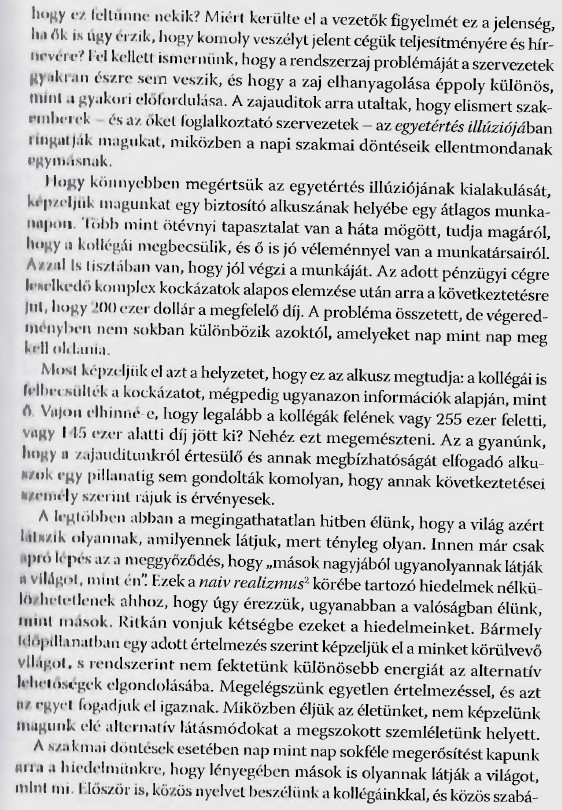 hogy ez feltűnne nekik? Miért kerülte el a vezetők figyelmét ez a jelenség,
ha ők is úgy érzik, hogy komoly veszélyt jelent cégük teljesítményére és hír-
nevére? Fel kellett ismernünk, hogy a rendszerzaj problémáját a szervezetek
gyakran észre sem veszik, és hogy a zaj elhanyagolása éppoly különös,
mint a gyakori előfordulása. A zajauditok arra utaltak, hogy elismert szak-
emberek – és az őket foglalkoztató szervezetek – az egyetértés illúziójában
ringatják magukat, miközben a napi szakmai döntéseik ellentmondanak
egymásnak.
Hogy könnyebben megértsük az egyetértés illúziójának kialakulását,
képzeljük magunkat egy biztosító alkuszának helyébe egy átlagos munka-
napon. Több mint ötévnyi tapasztalat van a háta mögött, tudja magáról,
hogy a kollégái megbecsülik, és ő is jó véleménnyel van a munkatársairól.
Azzal is tisztában van, hogy jól végzi a munkáját. Az adott pénzügyi cégre
leselkedő komplex kockázatok alapos elemzése után arra a következtetésre
jut, hogy 200 ezer dollár a megfelelő díj. A probléma összetett, de végered-
ményben nem sokban különbözik azoktól, amelyeket nap mint nap meg
kell oldania.
Most képzeljük el azt a helyzetet, hogy ez az alkusz megtudja: a kollégái is
felbecsülték a kockázatot, mégpedig ugyanazon információk alapján, mint
ő. Vajon elhinné-e, hogy legalább a kollégák felének vagy 255 ezer feletti,
vagy 145 ezer alatti díj jött ki? Nehéz ezt megemészteni. Az a gyanúnk,
hogy a zajauditunkról értesülő és annak megbízhatóságát elfogadó alku-
szok egy pillanatig sem gondolták komolyan, hogy annak következtetései
személy szerint rájuk is érvényesek.
A legtöbben abban a megingathatatlan hitben élünk, hogy a világ azért
látszik olyannak, amilyennek látjuk, mert tényleg olyan. Innen már csak
apró lépés az a meggyőződés, hogy „mások nagyjából ugyanolyannak látják
a világot, mint én”. Ezek a naiv realizmus² körébe tartozó hiedelmek nélkü-
lözhetetlenek ahhoz, hogy úgy érezzük, ugyanabban a valóságban élünk,
mint mások. Ritkán vonjuk kétségbe ezeket a hiedelmeinket. Bármely
időpillanatban egy adott értelmezés szerint képzeljük el a minket körülvevő
világot, s rendszerint nem fektetünk különösebb energiát az alternatív
lehetőségek elgondolásába. Megelégszünk egyetlen értelmezéssel, és azt
az egyet fogadjuk el igaznak. Miközben éljük az életünket, nem képzelünk
magunk elé alternatív látásmódokat a megszokott szemléletünk helyett.
A szakmai döntések esetében nap mint nap sokféle megerősítést kapunk
arra a hiedelmünkre, hogy lényegében mások is olyannak látják a világot,
mint mi. Először is, közös nyelvet beszélünk a kollégáinkkal, és közös szabá-